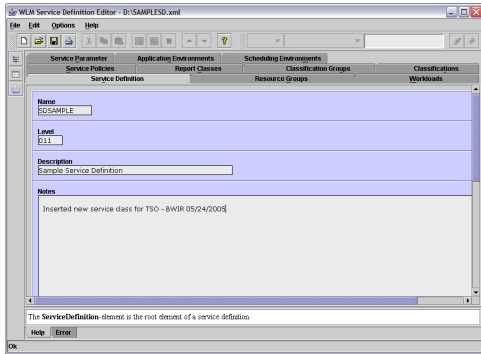 WLM Service Definition Editor - D:\SAMPLESD.xml
File Edit Options Help
Service Parameter Application Environments Scheduling Environments
Service Policies Report Classes Classification Groups Classifications
Service Definition Resource Groups Workloads
Name
SDSAMPLE
Level
011
Description
Sample Service Definition
Notes
Inserted new service class for TSO - BWIR 05/24/2005
The ServiceDefinition-element is the root element of a service definition.
Help Error
Ok